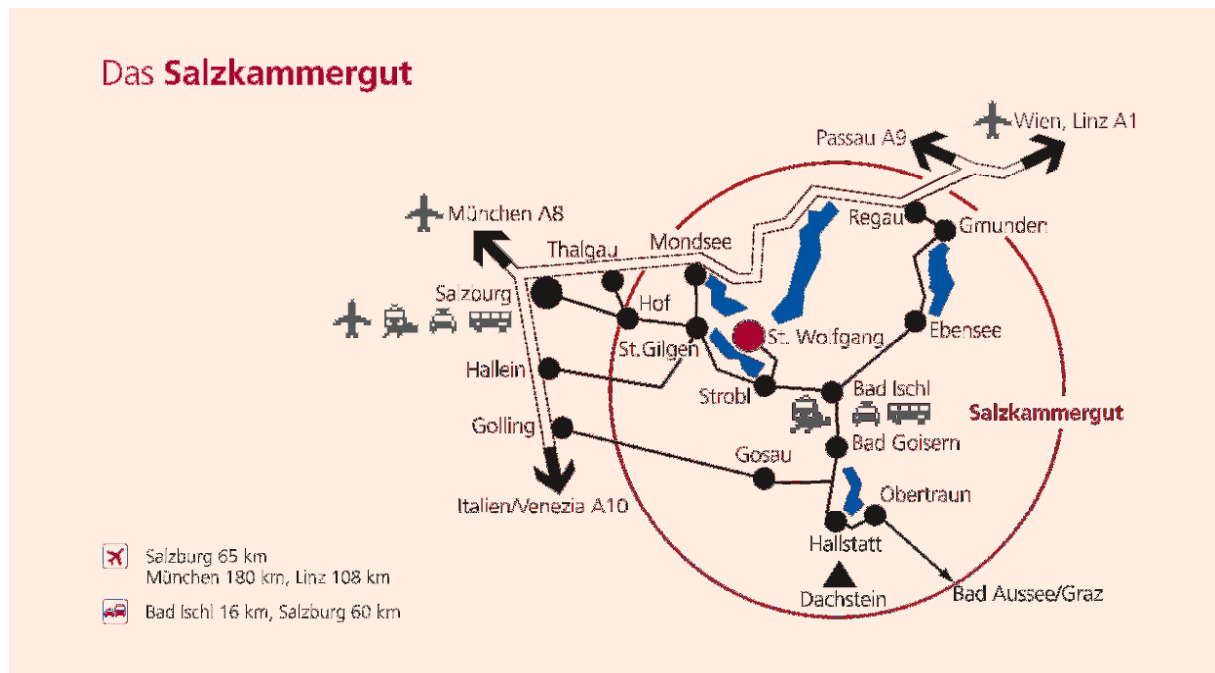 Das Salzkammergut
Wien, Linz A1
Passau A9
München A8
Regau
Gmunden
Thalgau
Mondsee
Salzburg
Hof
St. Wolfgang
Ebensee
St.Gilgen
Hallein
Strobl
Bad Ischl
Salzkammergut
Golling
Bad Goisern
Gosau
Italien/Venezia A10
Obertraun
Hallstatt
Dachstein
Bad Aussee/Graz
Salzburg 65 km
München 180 km, Linz 108 km
Bad Ischl 16 km, Salzburg 60 km